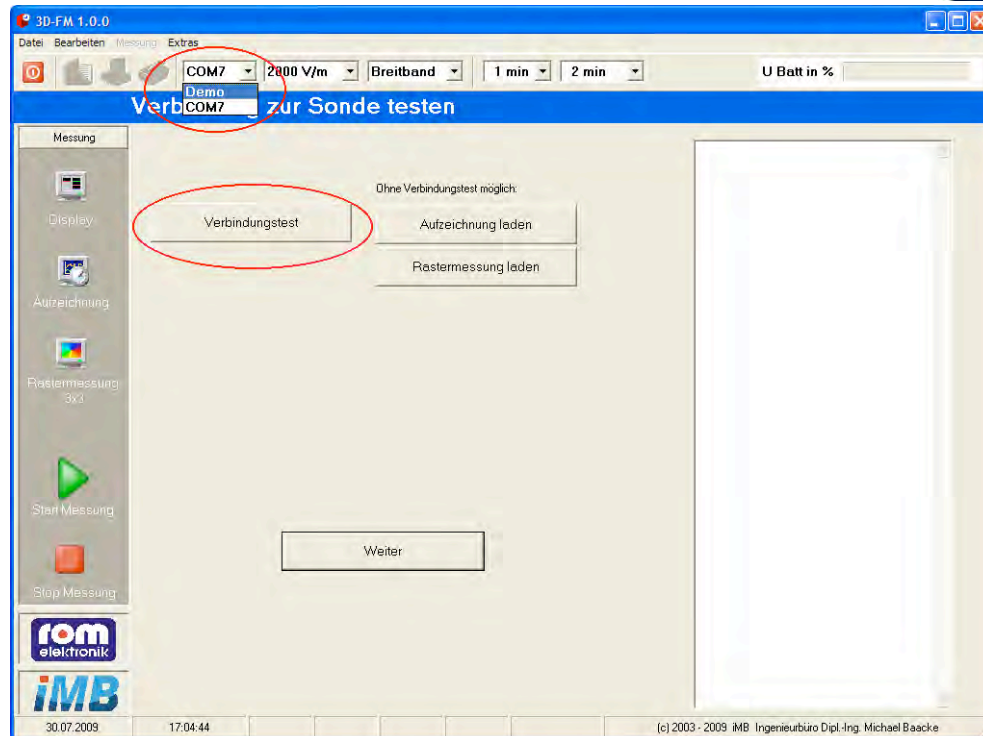 3D-FM 1.0.0
Datei Bearbeiten Messung Extras
COM7 2000 V/m Breitband 1 min 2 min U Batt in %
Demo
COM7
Verb zur Sonde testen
Messung
Display
Aufzeichnung
Rastermessung
3x3
Start Messung
Stop Messung
Ohne Verbindungstest möglich:
Verbindungstest
Aufzeichnung laden
Rastermessung laden
Weiter
rom
elektronik
iMB
30.07.2009 17:04:44 (c) 2003 - 2009 iMB Ingenieurbüro Dipl.-Ing. Michael Baacke